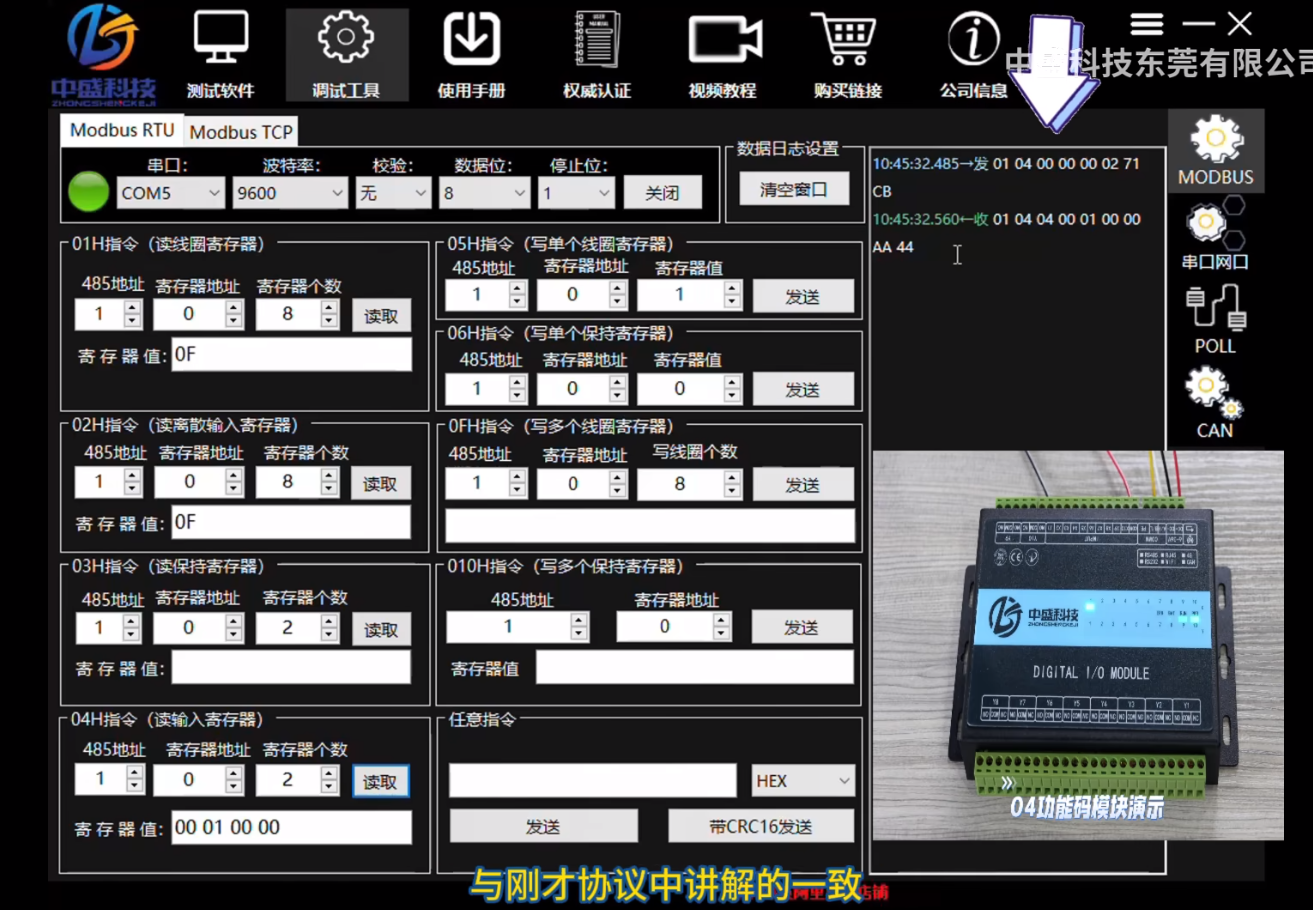 中盛科技
ZHONGSHENGKEJI
测试软件
调试工具
使用手册
权威认证
视频教程
购买链接
公司信息
中盛科技东莞有限公司
Modbus RTU
Modbus TCP
串口:
波特率:
校验:
数据位:
停止位:
COM5
9600
无
8
1
关闭
数据日志设置
清空窗口
01H指令（读线圈寄存器）
485地址
寄存器地址
寄存器个数
1
0
8
读取
寄存器值:
0F
02H指令（读离散输入寄存器）
485地址
寄存器地址
寄存器个数
1
0
8
读取
寄存器值:
0F
03H指令（读保持寄存器）
485地址
寄存器地址
寄存器个数
1
0
2
读取
寄存器值:
04H指令（读输入寄存器）
485地址
寄存器地址
寄存器个数
1
0
2
读取
寄存器值:
00 01 00 00
05H指令（写单个线圈寄存器）
485地址
寄存器地址
寄存器值
1
0
1
发送
06H指令（写单个保持寄存器）
485地址
寄存器地址
寄存器值
1
0
0
发送
0FH指令（写多个线圈寄存器）
485地址
寄存器地址
写线圈个数
1
0
8
发送
010H指令（写多个保持寄存器）
485地址
寄存器地址
1
0
发送
寄存器值
任意指令
HEX
发送
带CRC16发送
10:45:32.485→发 01 04 00 00 00 02 71
CB
10:45:32.560←收 01 04 04 00 01 00 00
AA 44
MODBUS
串口网口
POLL
CAN
中盛科技
ZHONGSHENGKEJI
DIGITAL I/O MODULE
Y8 Y7 Y6 Y5 Y4 Y3 Y2 Y1
04功能码模块演示
与刚才协议中讲解的一致
店铺